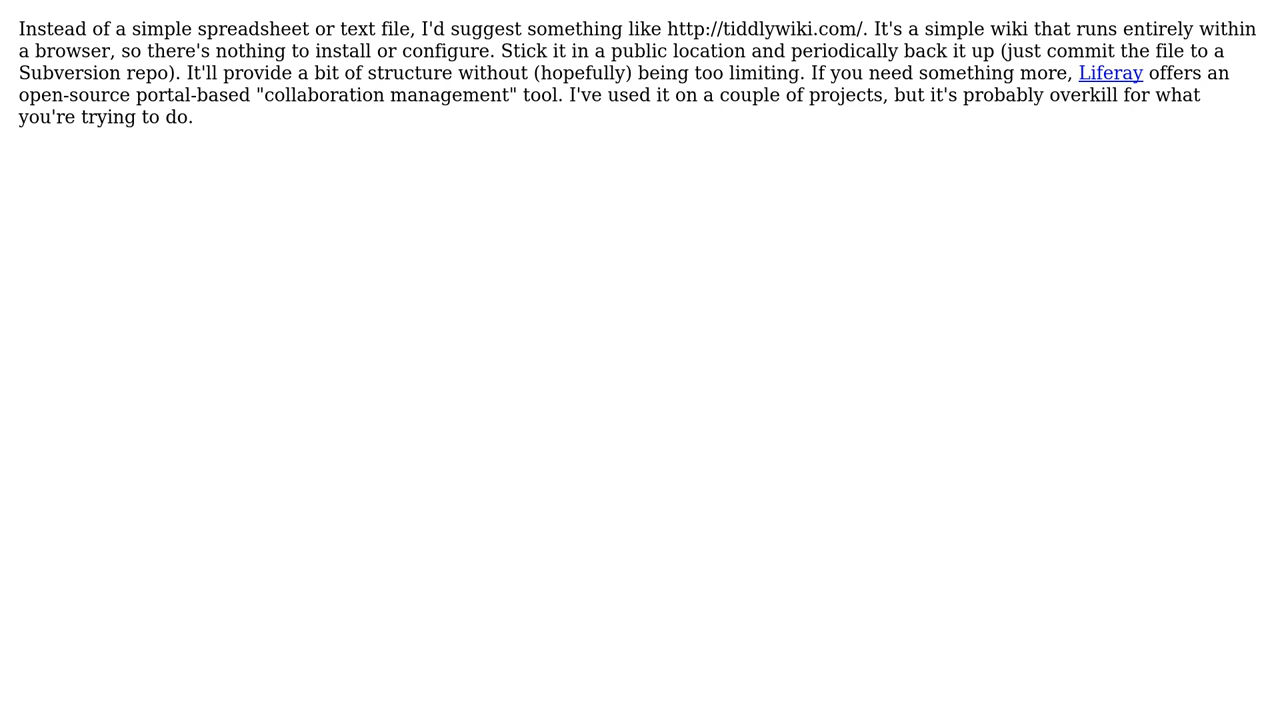 Instead of a simple spreadsheet or text file, I'd suggest something like http://tiddlywiki.com/. It's a simple wiki that runs entirely within
a browser, so there's nothing to install or configure. Stick it in a public location and periodically back it up (just commit the file to a
Subversion repo). It'll provide a bit of structure without (hopefully) being too limiting. If you need something more, Liferay offers an
open-source portal-based "collaboration management" tool. I've used it on a couple of projects, but it's probably overkill for what
you're trying to do.